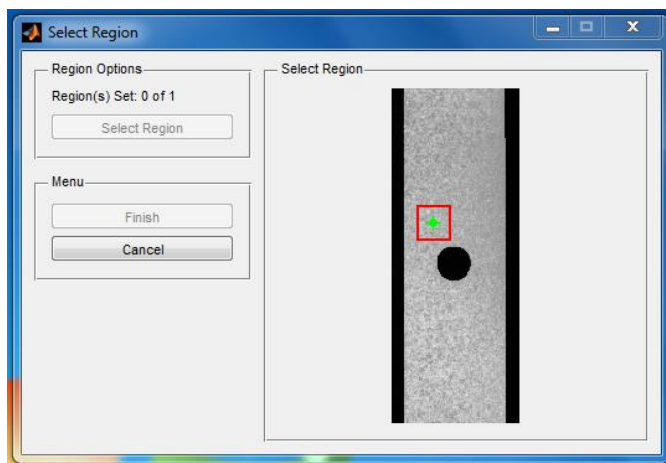 Select Region
Region Options
Region(s) Set: 0 of 1
Select Region
Menu
Finish
Cancel
Select Region